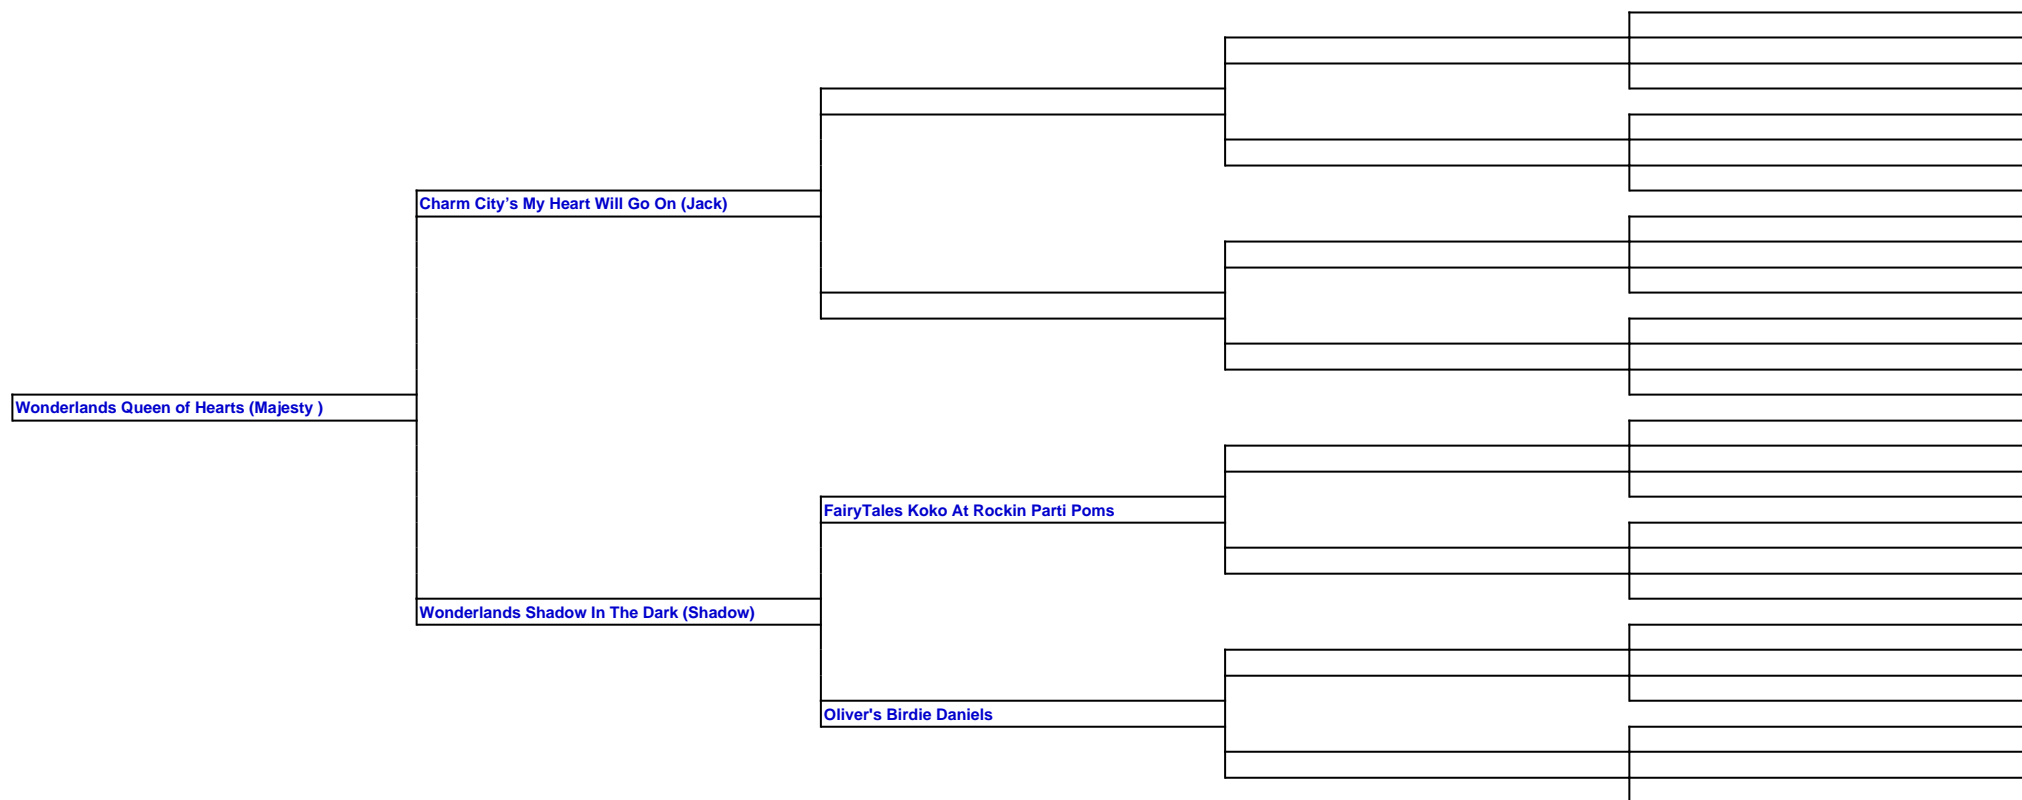 Charm City’s My Heart Will Go On (Jack)
Wonderlands Queen of Hearts (Majesty )
FairyTales Koko At Rockin Parti Poms
Wonderlands Shadow In The Dark (Shadow)
Oliver's Birdie Daniels